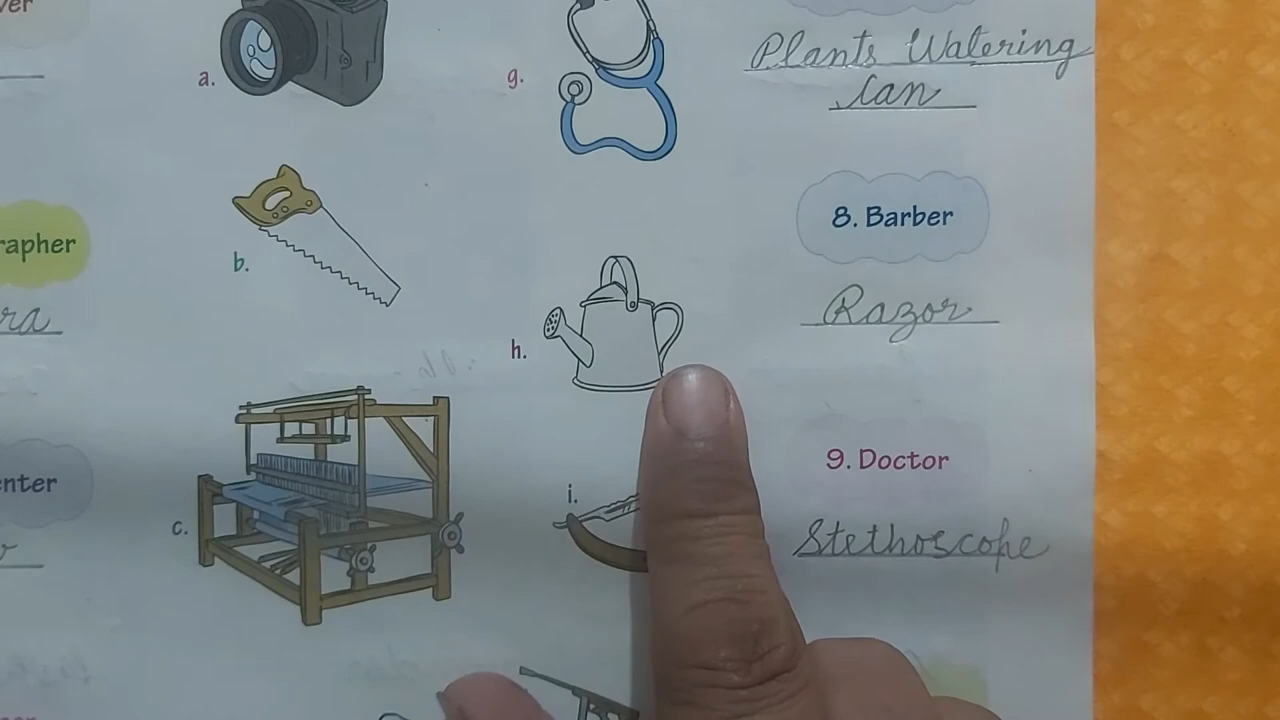 ver
a.
g.
Plants Watering
Can
b.
8. Barber
rapher
ra
Razor
h.
9. Doctor
enter
i.
c.
Stethoscope